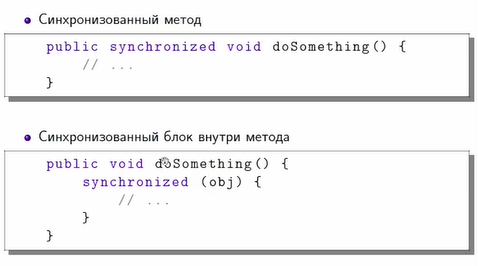 Синхронизованный метод
public synchronized void doSomething() {
// ...
}
Синхронизованный блок внутри метода
public void doSomething() {
synchronized (obj) {
// ...
}
}